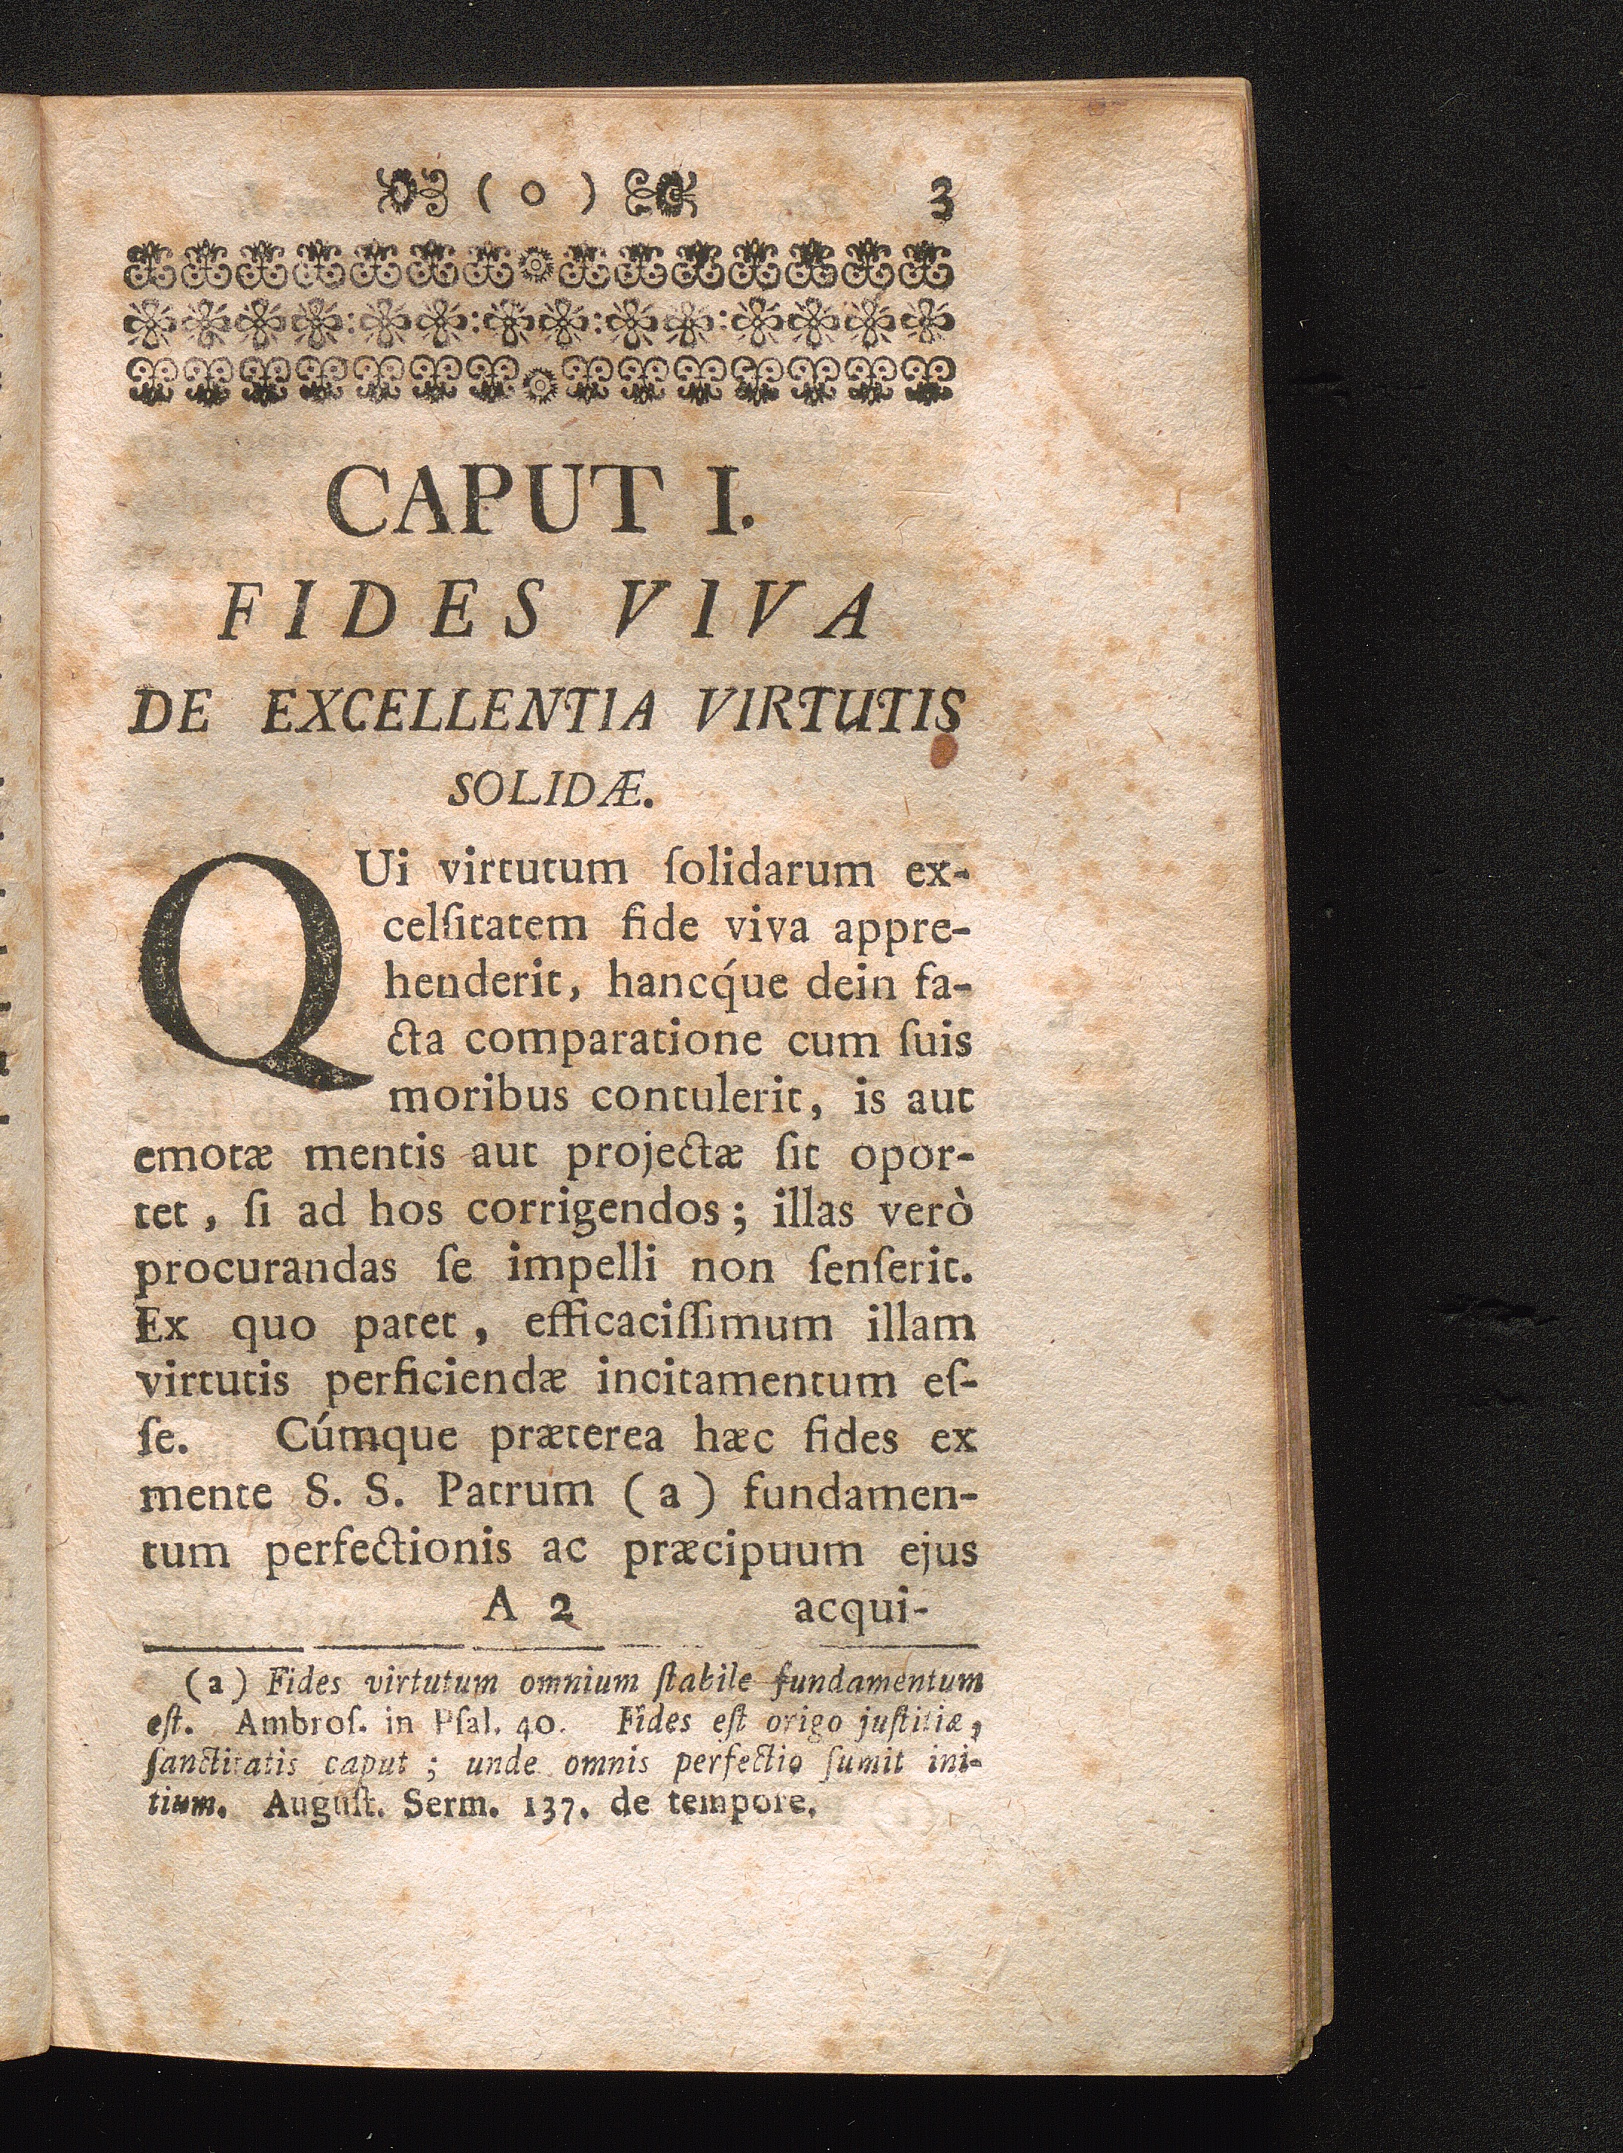 ( o ) 3
CAPUT I.
FIDES VIVA
DE EXCELLENTIA VIRTUTIS
SOLIDÆ.
QUi virtutum ſolidarum ex-
celſitatem fide viva appre-
henderit, hancq́ue dein fa-
cta comparatione cum ſuis
moribus contulerit, is aut
emotæ mentis aut projectæ ſit opor-
tet, ſi ad hos corrigendos; illas verò
procurandas ſe impelli non ſenſerit.
Ex quo patet, efficaciſſimum illam
virtutis perficiendæ incitamentum eſ-
ſe. Cúmque præterea hæc fides ex
mente S. S. Patrum (a) fundamen-
tum perfectionis ac præcipuum ejus
A 2 acqui-
(a) Fides virtutum omnium ſtabile fundamentum
eſt. Ambroſ. in Pſal. 40. Fides eſt origo juſtitiæ,
ſanctitatis caput; unde omnis perfectio ſumit ini-
tium. Auguſt. Serm. 137. de tempore.